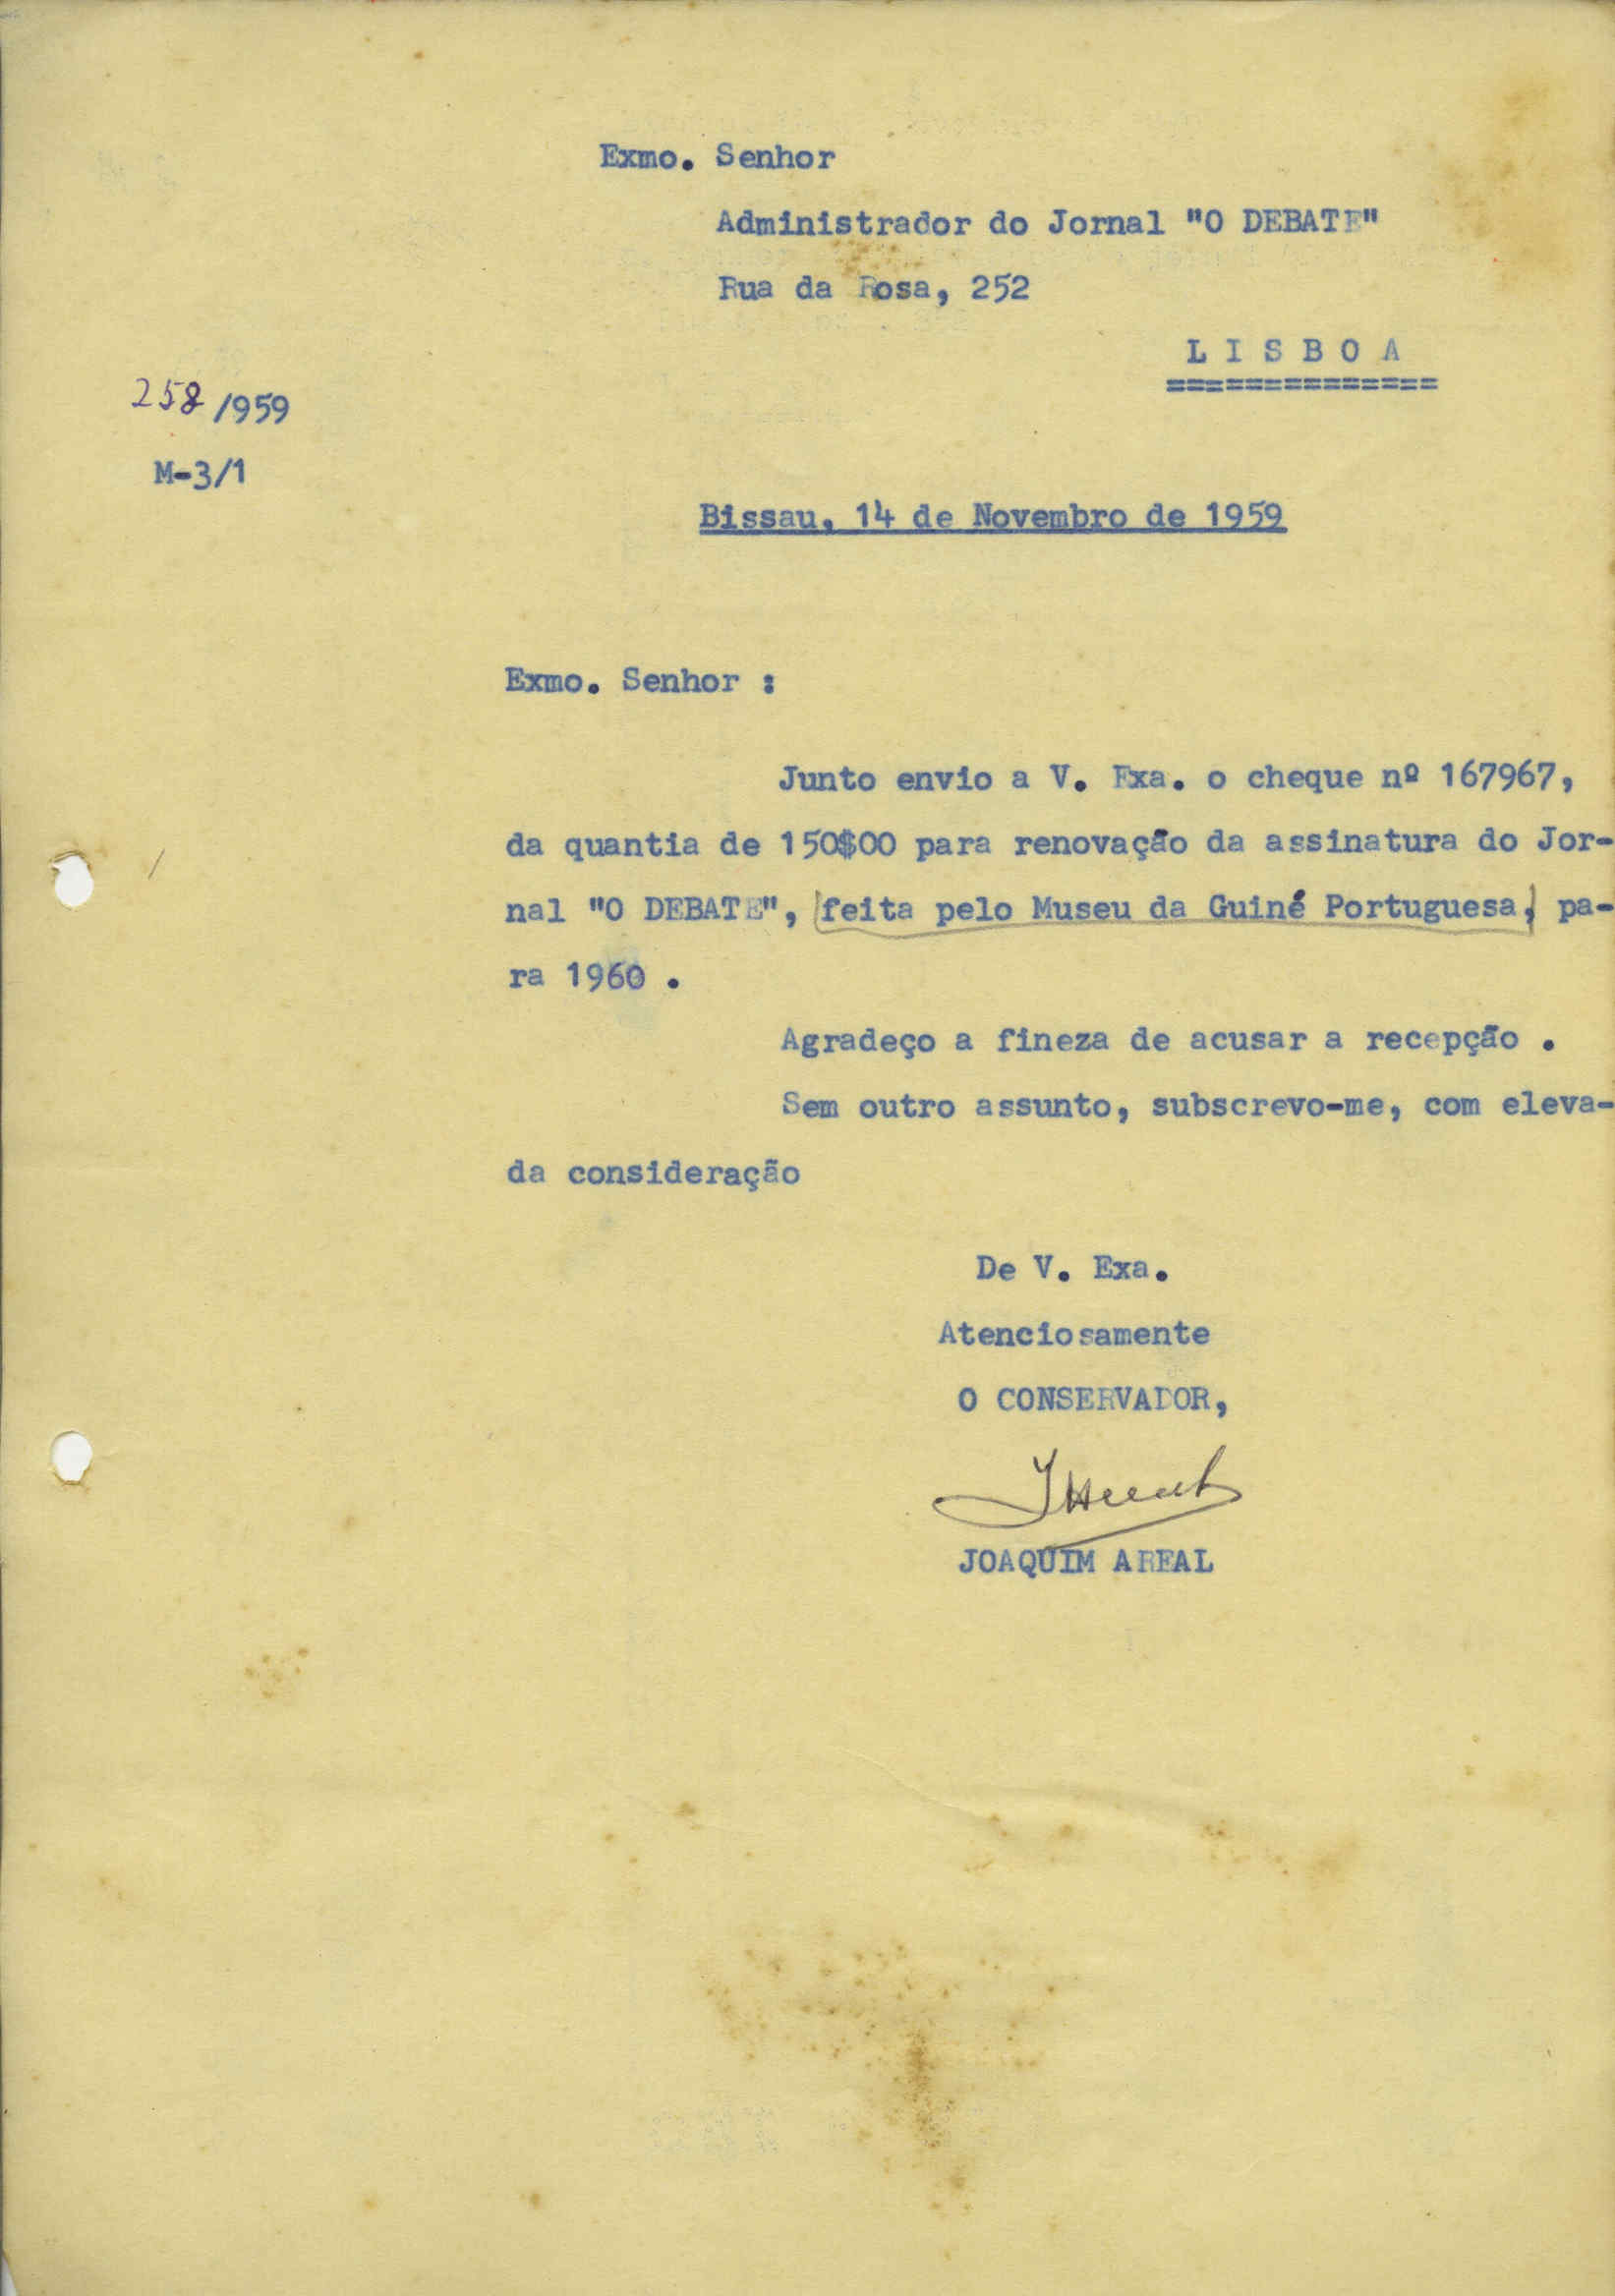 Exmo. Senhor
Administrador do Jornal "O DEBATE"
Rua da Rosa, 252
L I S B O A
==============
258/959
M-3/1
Bissau, 14 de Novembro de 1959
Exmo. Senhor :
Junto envio a V. Exa. o cheque nº 167967,
da quantia de 150$00 para renovação da assinatura do Jor-
nal "O DEBATE", feita pelo Museu da Guiné Portuguesa, pa-
ra 1960 .
Agradeço a fineza de acusar a recepção .
Sem outro assunto, subscrevo-me, com eleva-
da consideração
De V. Exa.
Atenciosamente
O CONSERVADOR,
JOAQUIM AREAL